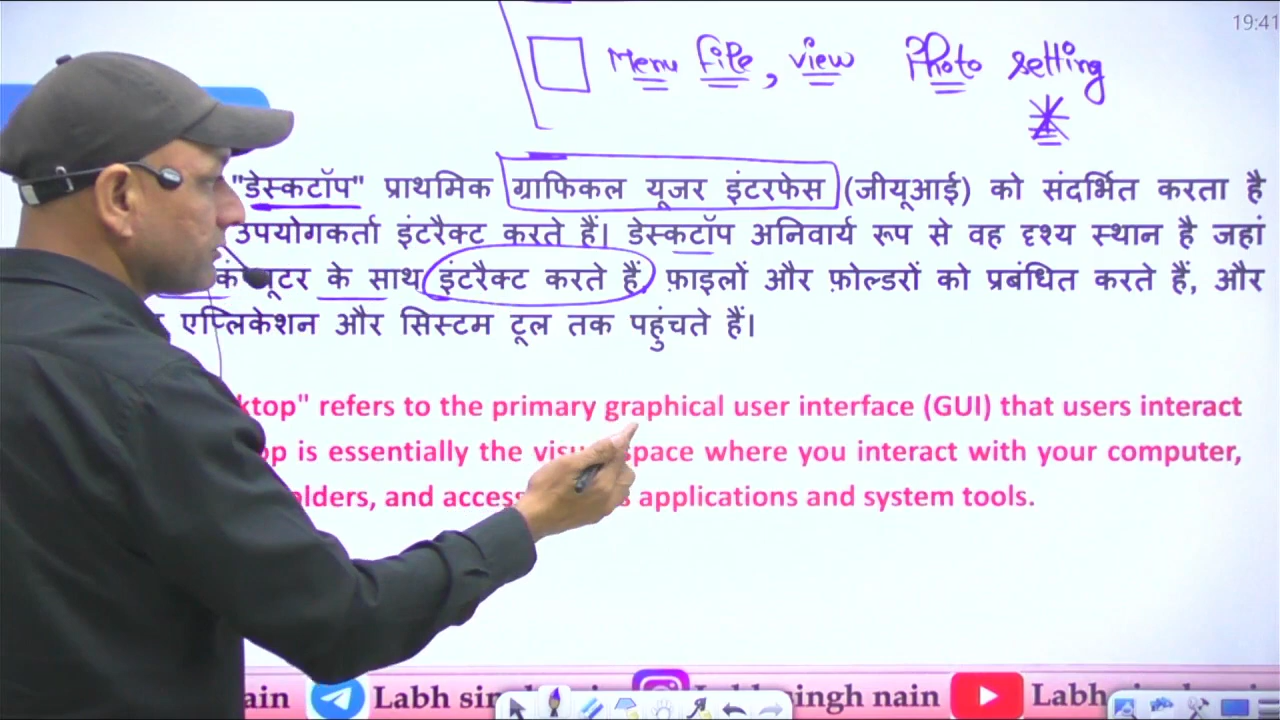 19:41
Menu File, view Photo setting
"डेस्कटॉप" प्राथमिक ग्राफिकल यूजर इंटरफेस (जीयूआई) को संदर्भित करता है
उपयोगकर्ता इंटरैक्ट करते हैं। डेस्कटॉप अनिवार्य रूप से वह दृश्य स्थान है जहां
के साथ इंटरैक्ट करते हैं, फ़ाइलों और फ़ोल्डरों को प्रबंधित करते हैं, और
एप्लिकेशन और सिस्टम टूल तक पहुंचते हैं।
ktop" refers to the primary graphical user interface (GUI) that users interact
op is essentially the visu space where you interact with your computer,
olders, and access s applications and system tools.
ain Labh sin singh nain Labh